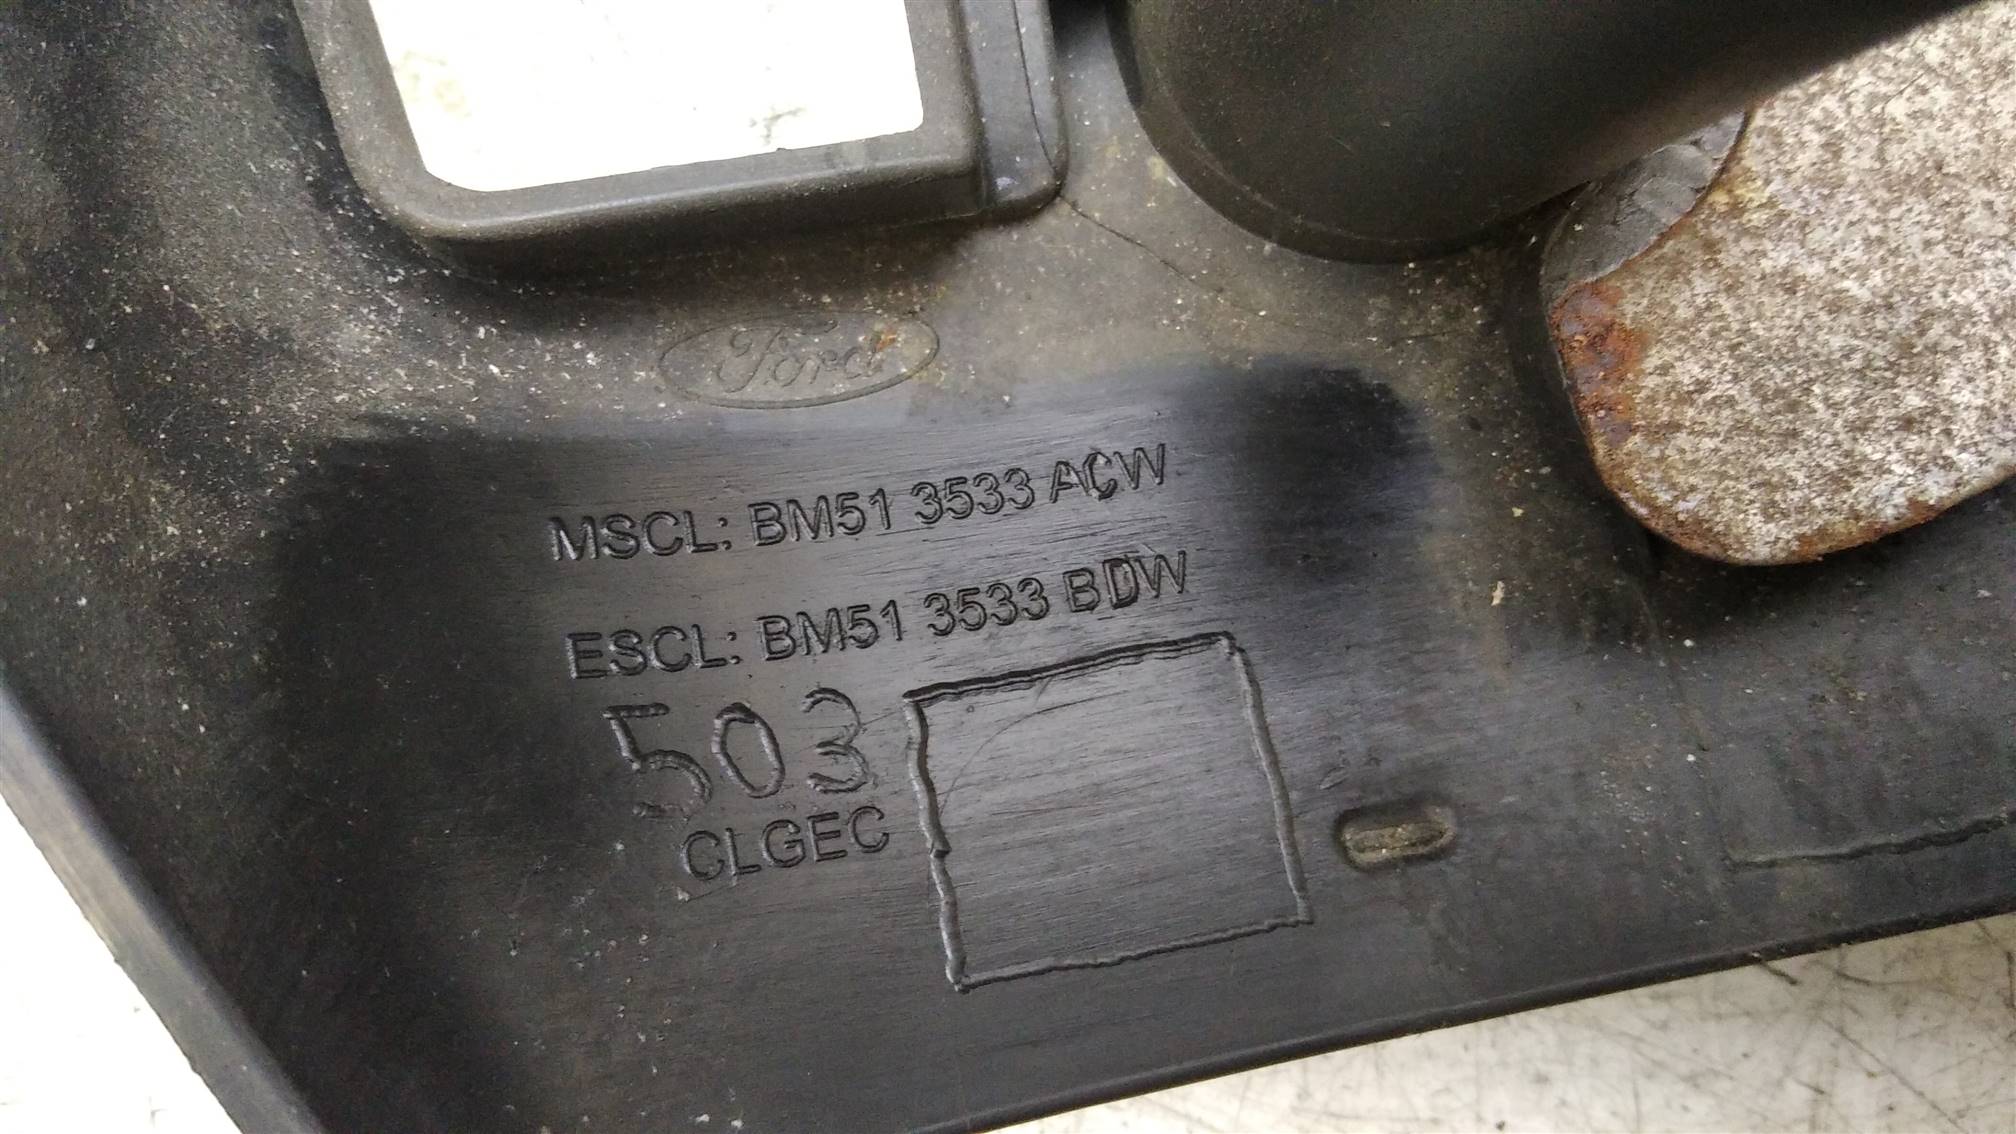 Ford
MSCL: BM51 3533 ACW
ESCL: BM51 3533 BDW
503
CLGEC